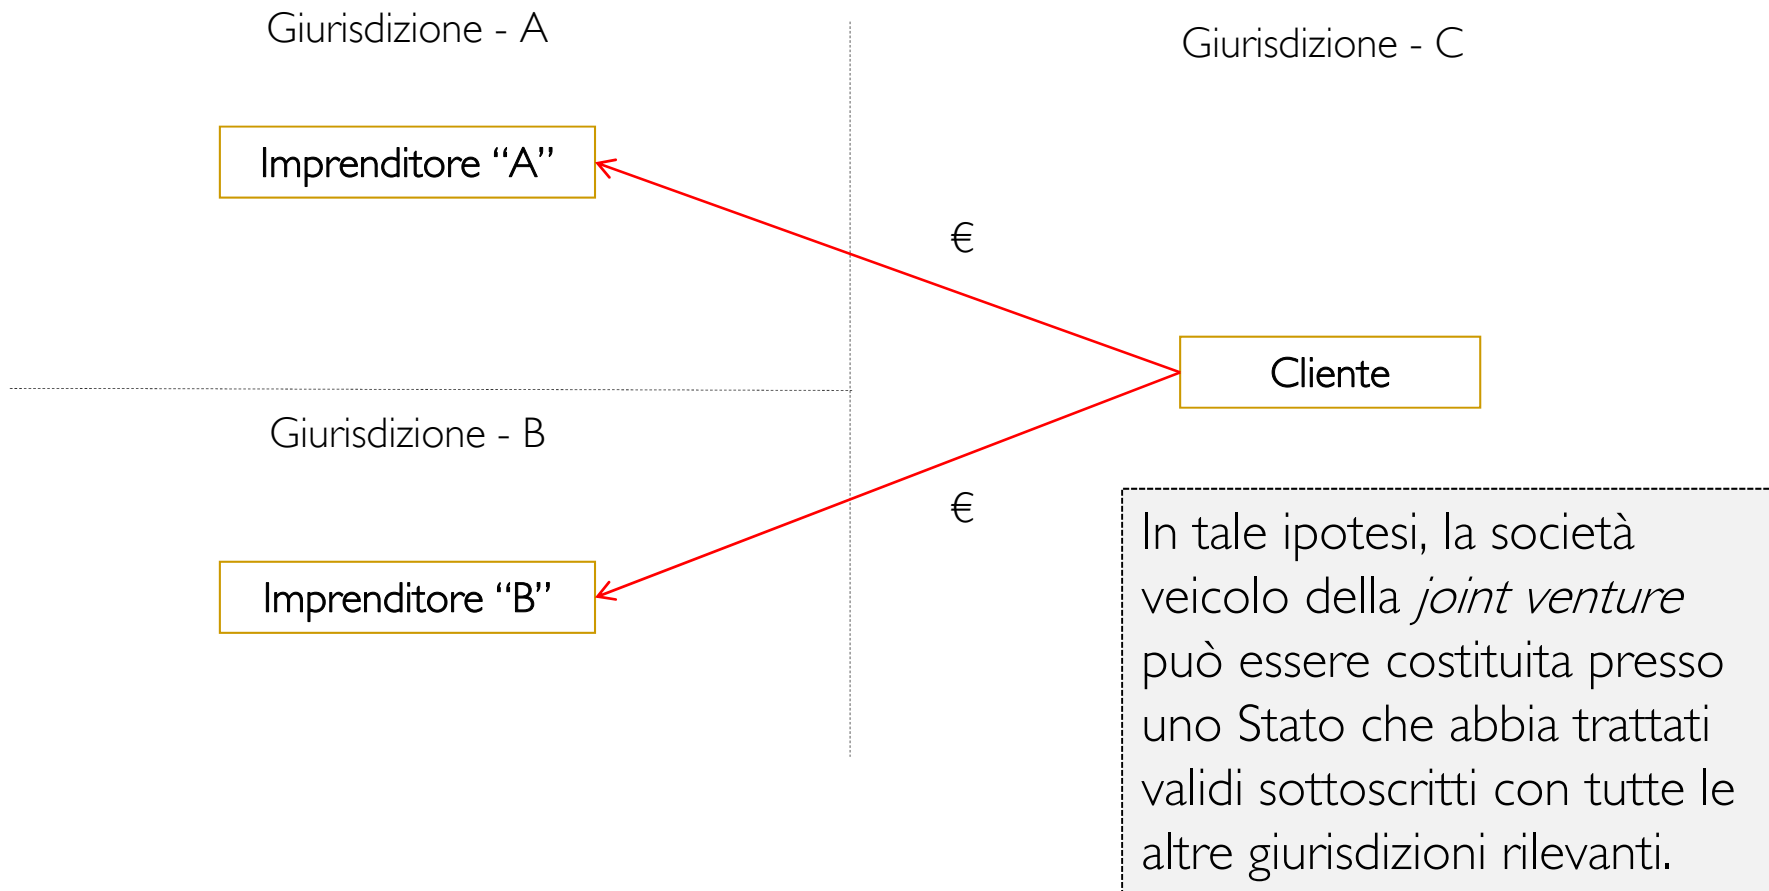 Giurisdizione - A
Giurisdizione - C
Imprenditore “A”
€
Cliente
Giurisdizione - B
€
Imprenditore “B”
In tale ipotesi, la società
veicolo della joint venture
può essere costituita presso
uno Stato che abbia trattati
validi sottoscritti con tutte le
altre giurisdizioni rilevanti.